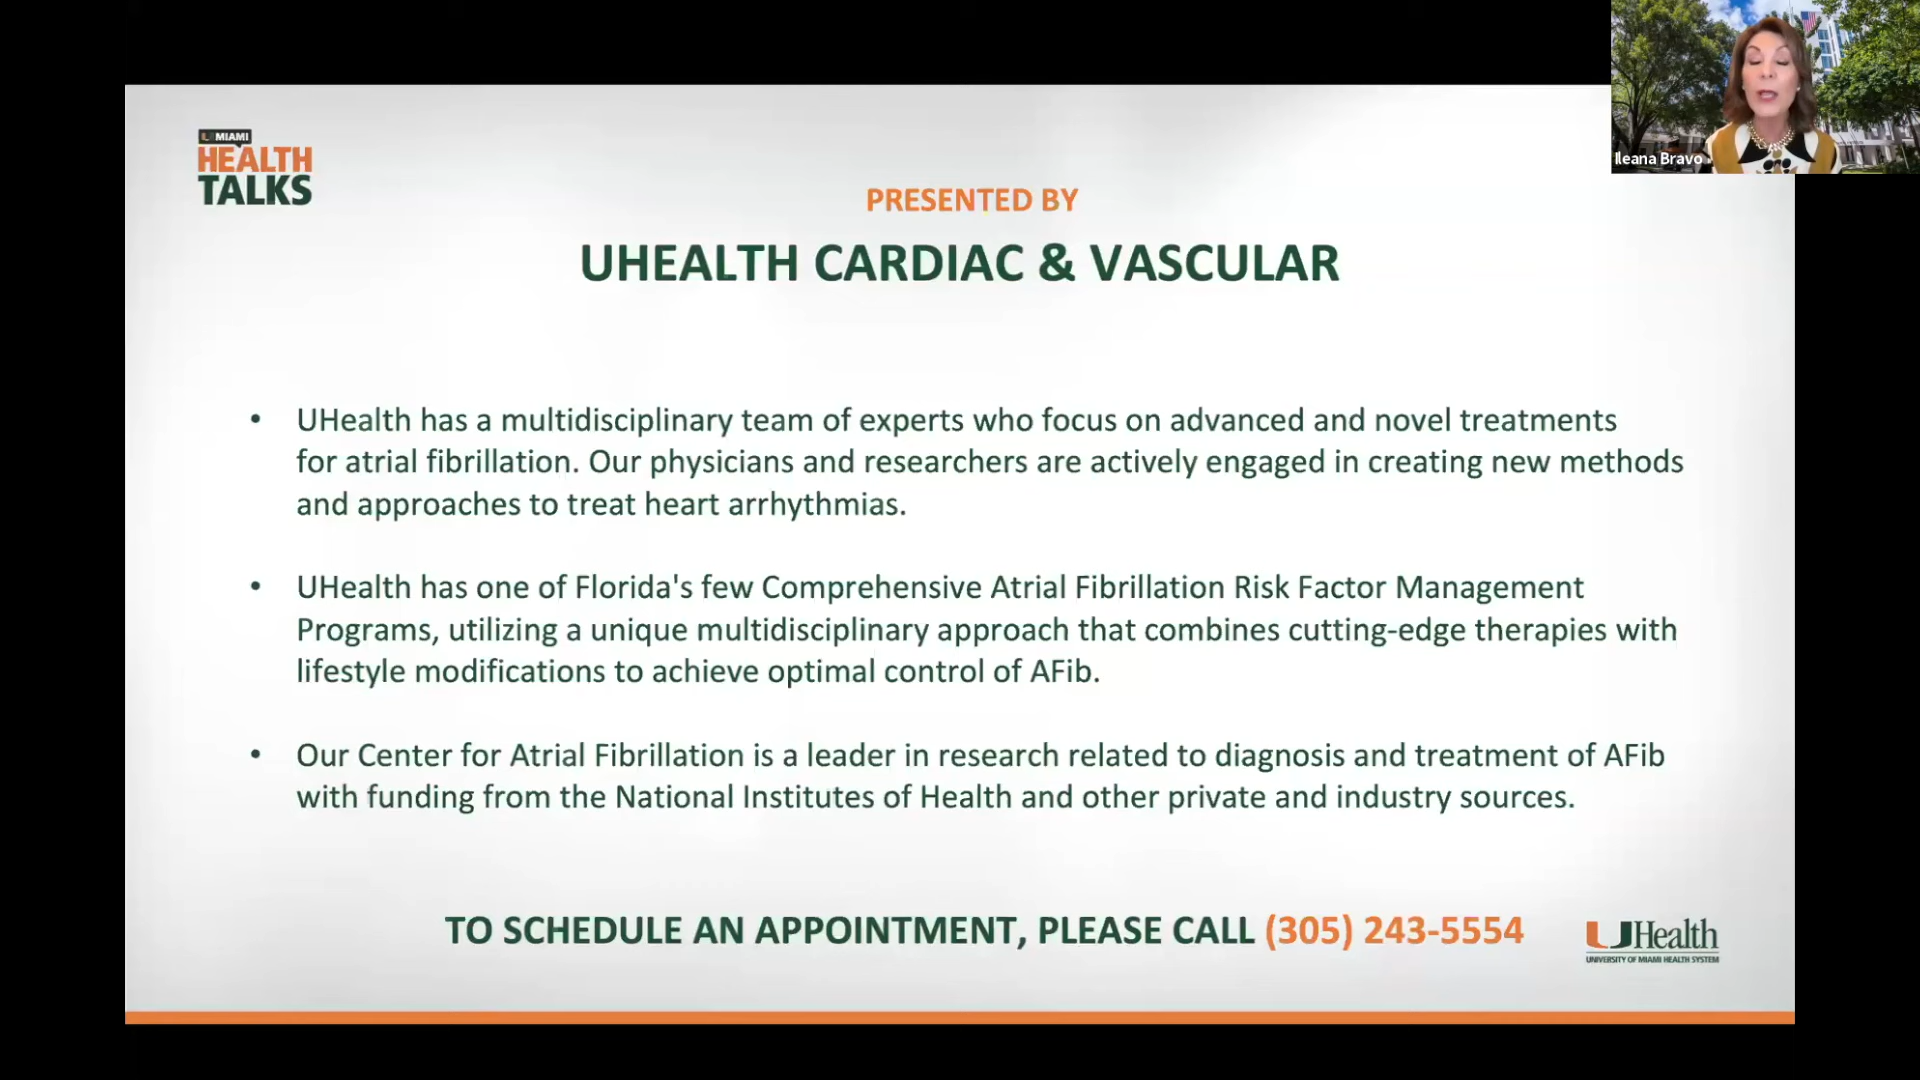 U MIAMI
HEALTH
TALKS
Ileana Bravo
PRESENTED BY
UHEALTH CARDIAC & VASCULAR
• UHealth has a multidisciplinary team of experts who focus on advanced and novel treatments
for atrial fibrillation. Our physicians and researchers are actively engaged in creating new methods
and approaches to treat heart arrhythmias.
• UHealth has one of Florida's few Comprehensive Atrial Fibrillation Risk Factor Management
Programs, utilizing a unique multidisciplinary approach that combines cutting-edge therapies with
lifestyle modifications to achieve optimal control of AFib.
• Our Center for Atrial Fibrillation is a leader in research related to diagnosis and treatment of AFib
with funding from the National Institutes of Health and other private and industry sources.
TO SCHEDULE AN APPOINTMENT, PLEASE CALL (305) 243-5554
UHealth
UNIVERSITY OF MIAMI HEALTH SYSTEM